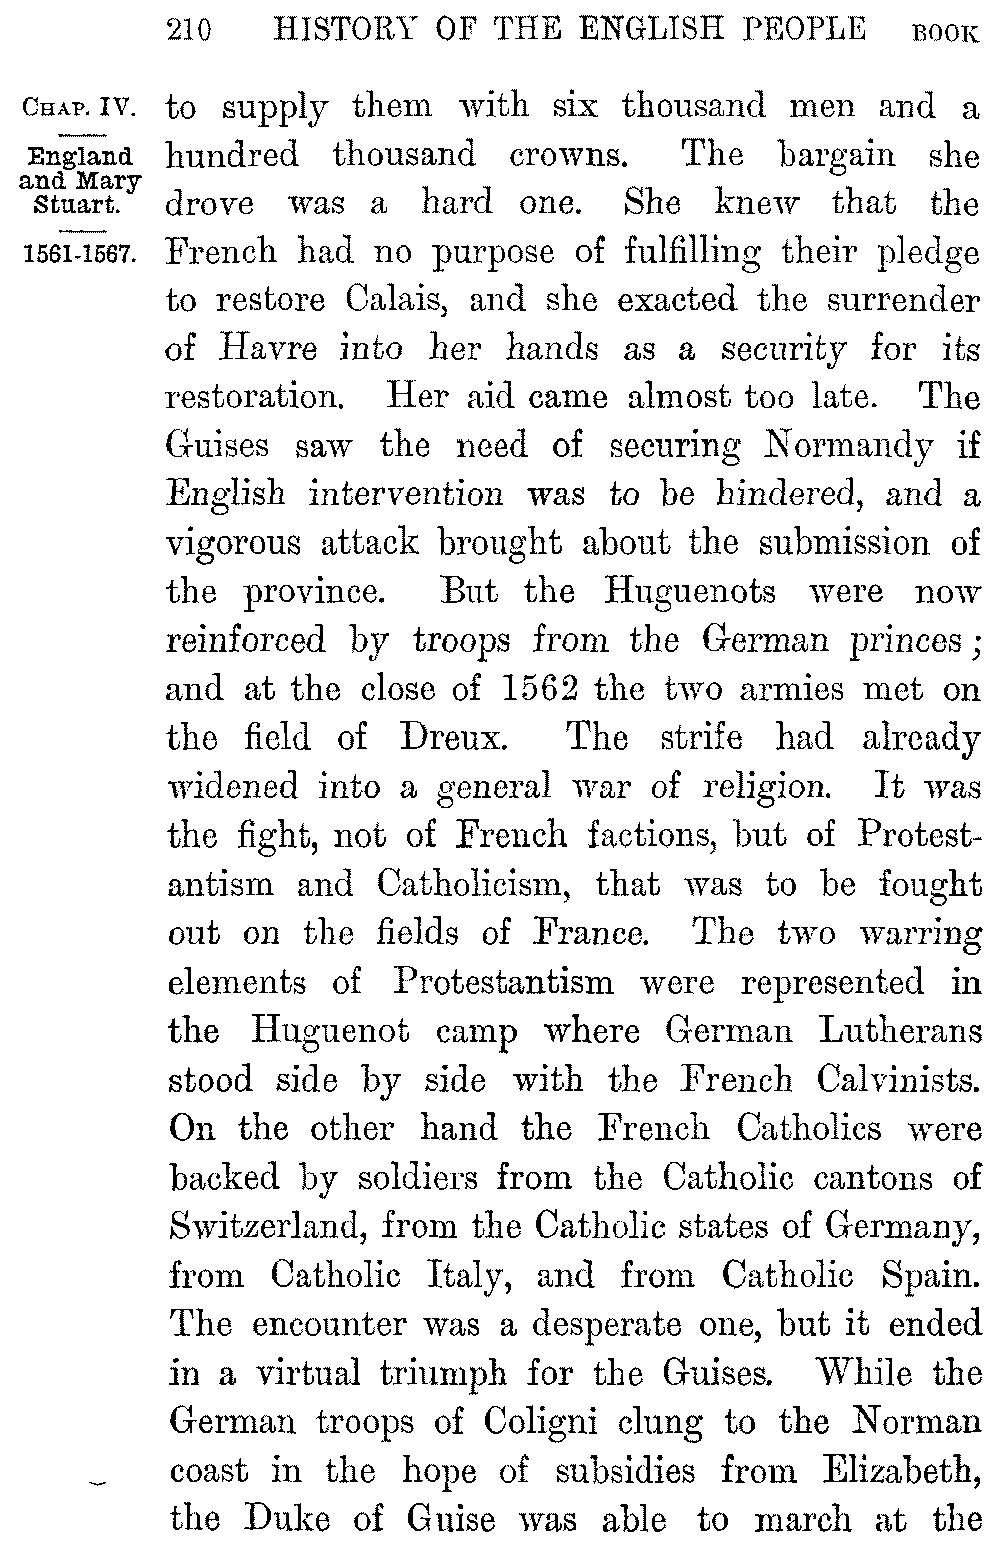 210 HISTORY OF THE ENGLISH PEOPLE BOOK
CHAP. IV.
England
and Mary
Stuart.
1561-1567.
to supply them with six thousand men and a
hundred thousand crowns. The bargain she
drove was a hard one. She knew that the
French had no purpose of fulfilling their pledge
to restore Calais, and she exacted the surrender
of Havre into her hands as a security for its
restoration. Her aid came almost too late. The
Guises saw the need of securing Normandy if
English intervention was to be hindered, and a
vigorous attack brought about the submission of
the province. But the Huguenots were now
reinforced by troops from the German princes ;
and at the close of 1562 the two armies met on
the field of Dreux. The strife had already
widened into a general war of religion. It was
the fight, not of French factions, but of Protest-
antism and Catholicism, that was to be fought
out on the fields of France. The two warring
elements of Protestantism were represented in
the Huguenot camp where German Lutherans
stood side by side with the French Calvinists.
On the other hand the French Catholics were
backed by soldiers from the Catholic cantons of
Switzerland, from the Catholic states of Germany,
from Catholic Italy, and from Catholic Spain.
The encounter was a desperate one, but it ended
in a virtual triumph for the Guises. While the
German troops of Coligni clung to the Norman
coast in the hope of subsidies from Elizabeth,
the Duke of Guise was able to march at the